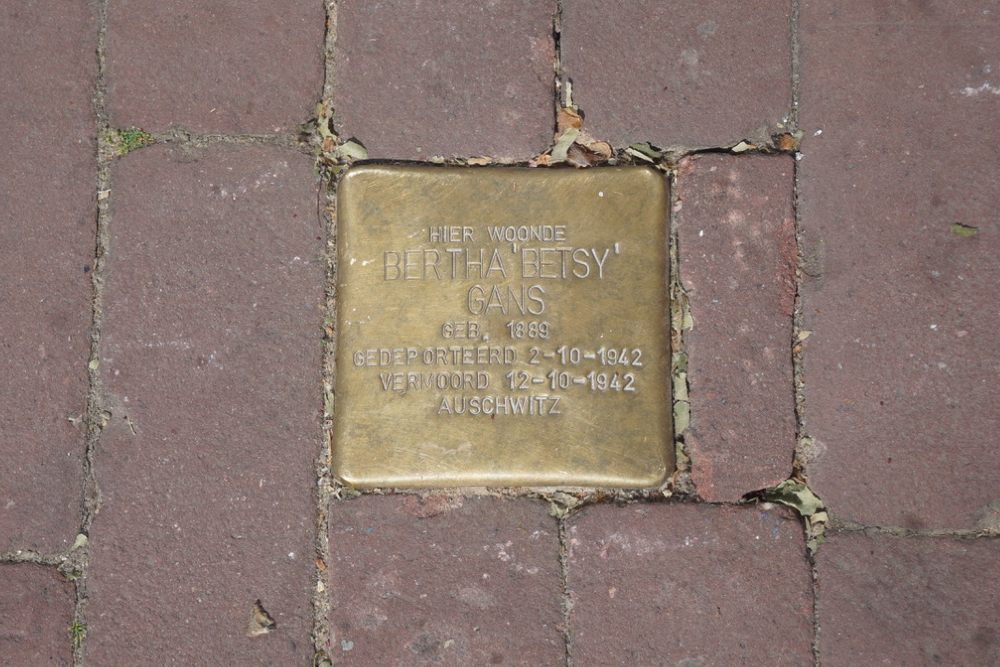 HIER WOONDE
BERTHA 'BETSY'
GANS
GEB. 1889
GEDEPORTEERD 2-10-1942
VERMOORD 12-10-1942
AUSCHWITZ